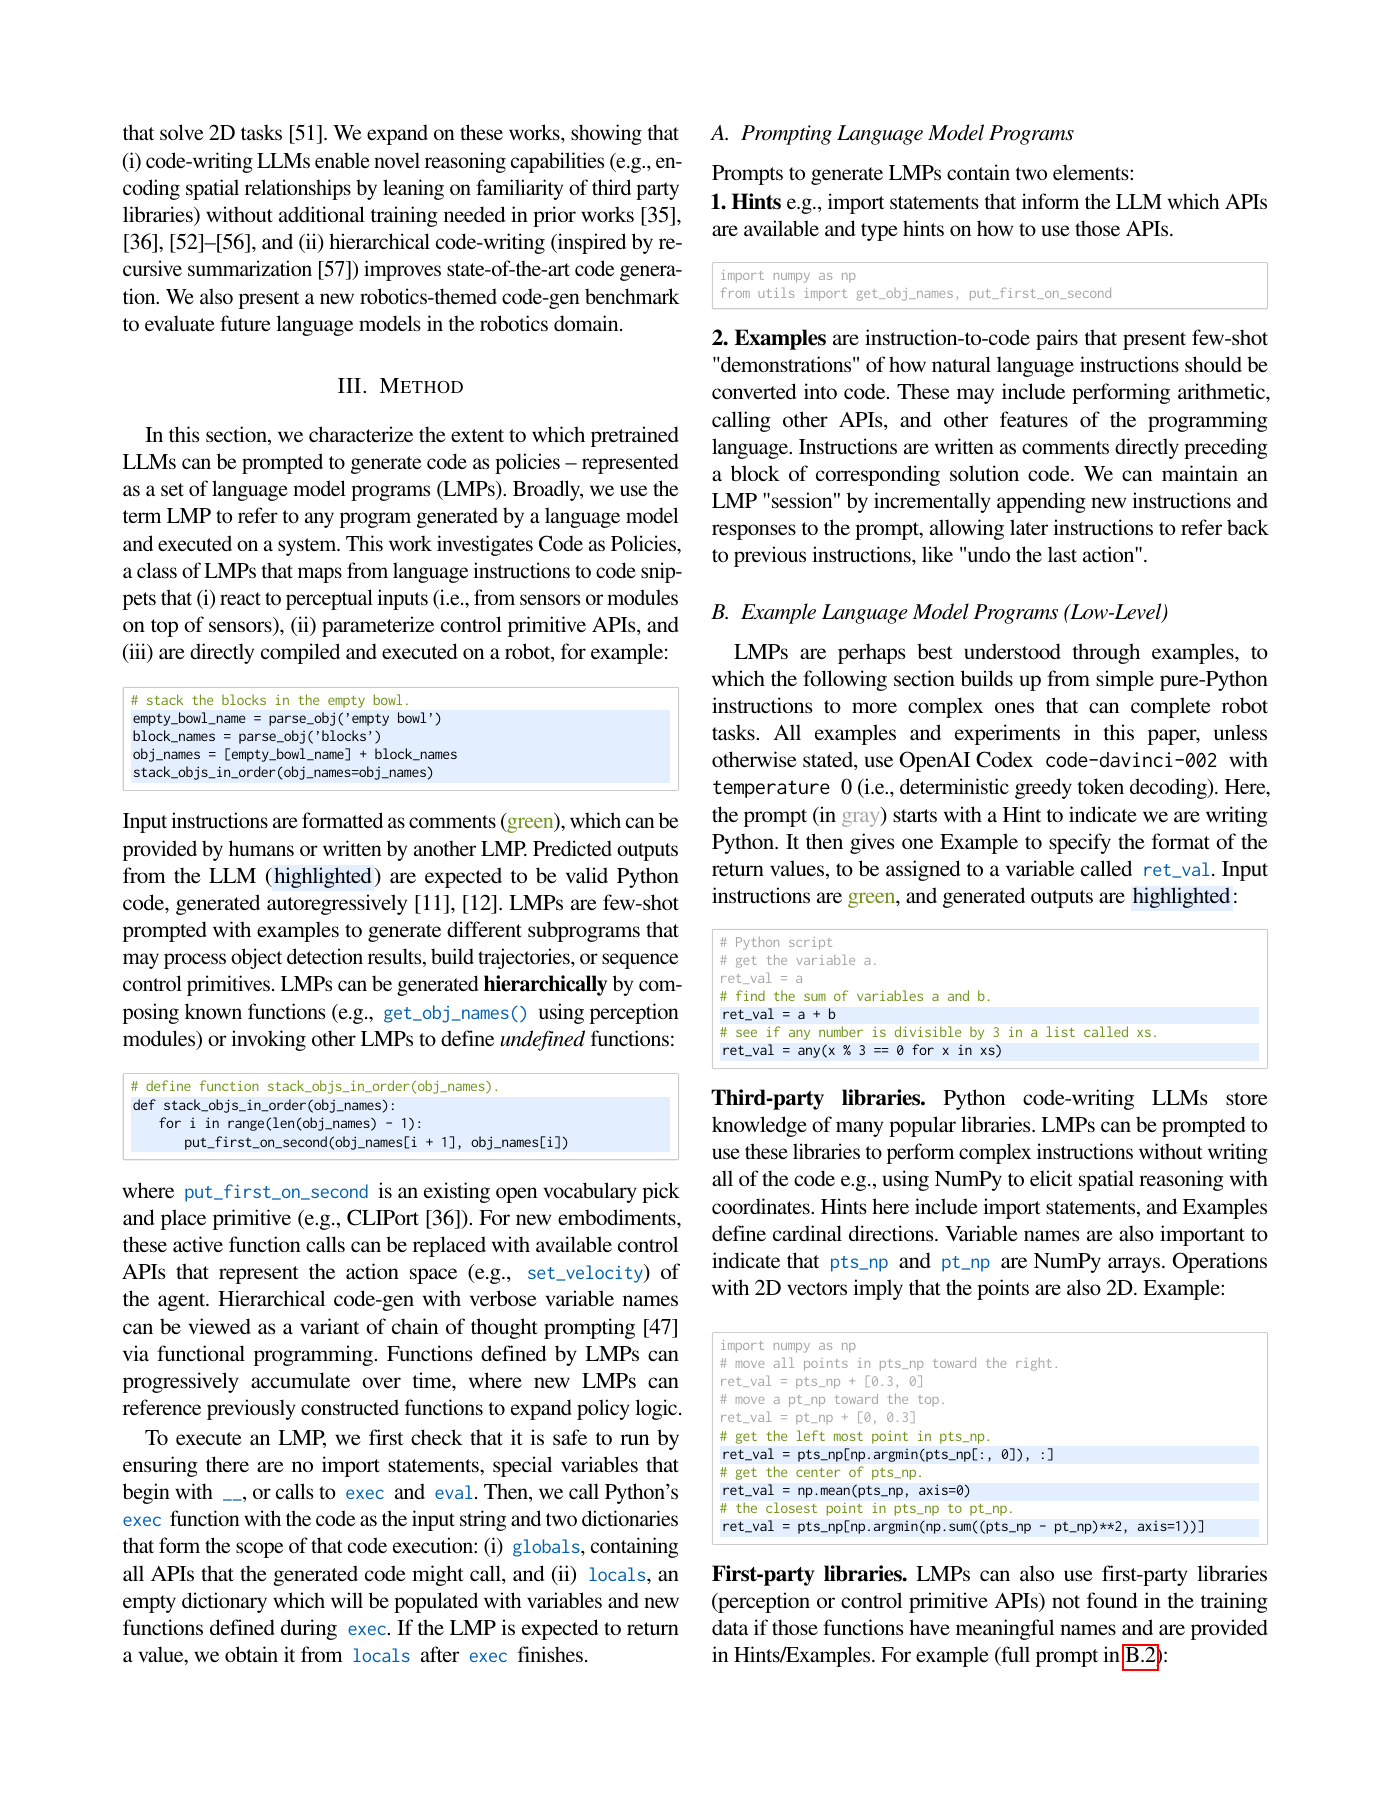 that solve 2D tasks [51]. We expand on these works, showing that
(i) code-writing LLMs enable novel reasoning capabilities (e.g., en-
coding spatial relationships by leaning on familiarity of third party
libraries) without additional training needed in prior works [35],
[36], [52]–[56], and (ii) hierarchical code-writing (inspired by re-
cursive summarization [57]) improves state-of-the-art code genera-
tion. We also present a new robotics-themed code-gen benchmark
to evaluate future language models in the robotics domain.
III. METHOD
In this section, we characterize the extent to which pretrained
LLMs can be prompted to generate code as policies – represented
as a set of language model programs (LMPs). Broadly, we use the
term LMP to refer to any program generated by a language model
and executed on a system. This work investigates Code as Policies,
a class of LMPs that maps from language instructions to code snip-
pets that (i) react to perceptual inputs (i.e., from sensors or modules
on top of sensors), (ii) parameterize control primitive APIs, and
(iii) are directly compiled and executed on a robot, for example:
# stack the blocks in the empty bowl.
empty_bowl_name = parse_obj(’empty bowl’)
block_names = parse_obj(’blocks’)
obj_names = [empty_bowl_name] + block_names
stack_objs_in_order(obj_names=obj_names)
Input instructions are formatted as comments (green), which can be
provided by humans or written by another LMP. Predicted outputs
from the LLM (highlighted) are expected to be valid Python
code, generated autoregressively [11], [12]. LMPs are few-shot
prompted with examples to generate different subprograms that
may process object detection results, build trajectories, or sequence
control primitives. LMPs can be generated hierarchically by com-
posing known functions (e.g., get_obj_names() using perception
modules) or invoking other LMPs to define undefined functions:
# define function stack_objs_in_order(obj_names).
def stack_objs_in_order(obj_names):
    for i in range(len(obj_names) - 1):
        put_first_on_second(obj_names[i + 1], obj_names[i])
where put_first_on_second is an existing open vocabulary pick
and place primitive (e.g., CLIPort [36]). For new embodiments,
these active function calls can be replaced with available control
APIs that represent the action space (e.g., set_velocity) of
the agent. Hierarchical code-gen with verbose variable names
can be viewed as a variant of chain of thought prompting [47]
via functional programming. Functions defined by LMPs can
progressively accumulate over time, where new LMPs can
reference previously constructed functions to expand policy logic.
To execute an LMP, we first check that it is safe to run by
ensuring there are no import statements, special variables that
begin with __, or calls to exec and eval. Then, we call Python’s
exec function with the code as the input string and two dictionaries
that form the scope of that code execution: (i) globals, containing
all APIs that the generated code might call, and (ii) locals, an
empty dictionary which will be populated with variables and new
functions defined during exec. If the LMP is expected to return
a value, we obtain it from locals after exec finishes.
A. Prompting Language Model Programs
Prompts to generate LMPs contain two elements:
1. Hints e.g., import statements that inform the LLM which APIs
are available and type hints on how to use those APIs.
import numpy as np
from utils import get_obj_names, put_first_on_second
2. Examples are instruction-to-code pairs that present few-shot
"demonstrations" of how natural language instructions should be
converted into code. These may include performing arithmetic,
calling other APIs, and other features of the programming
language. Instructions are written as comments directly preceding
a block of corresponding solution code. We can maintain an
LMP "session" by incrementally appending new instructions and
responses to the prompt, allowing later instructions to refer back
to previous instructions, like "undo the last action".
B. Example Language Model Programs (Low-Level)
LMPs are perhaps best understood through examples, to
which the following section builds up from simple pure-Python
instructions to more complex ones that can complete robot
tasks. All examples and experiments in this paper, unless
otherwise stated, use OpenAI Codex code-davinci-002 with
temperature 0 (i.e., deterministic greedy token decoding). Here,
the prompt (in gray) starts with a Hint to indicate we are writing
Python. It then gives one Example to specify the format of the
return values, to be assigned to a variable called ret_val. Input
instructions are green, and generated outputs are highlighted:
# Python script
# get the variable a.
ret_val = a
# find the sum of variables a and b.
ret_val = a + b
# see if any number is divisible by 3 in a list called xs.
ret_val = any(x % 3 == 0 for x in xs)
Third-party libraries. Python code-writing LLMs store
knowledge of many popular libraries. LMPs can be prompted to
use these libraries to perform complex instructions without writing
all of the code e.g., using NumPy to elicit spatial reasoning with
coordinates. Hints here include import statements, and Examples
define cardinal directions. Variable names are also important to
indicate that pts_np and pt_np are NumPy arrays. Operations
with 2D vectors imply that the points are also 2D. Example:
import numpy as np
# move all points in pts_np toward the right.
ret_val = pts_np + [0.3, 0]
# move a pt_np toward the top.
ret_val = pt_np + [0, 0.3]
# get the left most point in pts_np.
ret_val = pts_np[np.argmin(pts_np[:, 0]), :]
# get the center of pts_np.
ret_val = np.mean(pts_np, axis=0)
# the closest point in pts_np to pt_np.
ret_val = pts_np[np.argmin(np.sum((pts_np - pt_np)**2, axis=1))]
First-party libraries. LMPs can also use first-party libraries
(perception or control primitive APIs) not found in the training
data if those functions have meaningful names and are provided
in Hints/Examples. For example (full prompt in B.2):